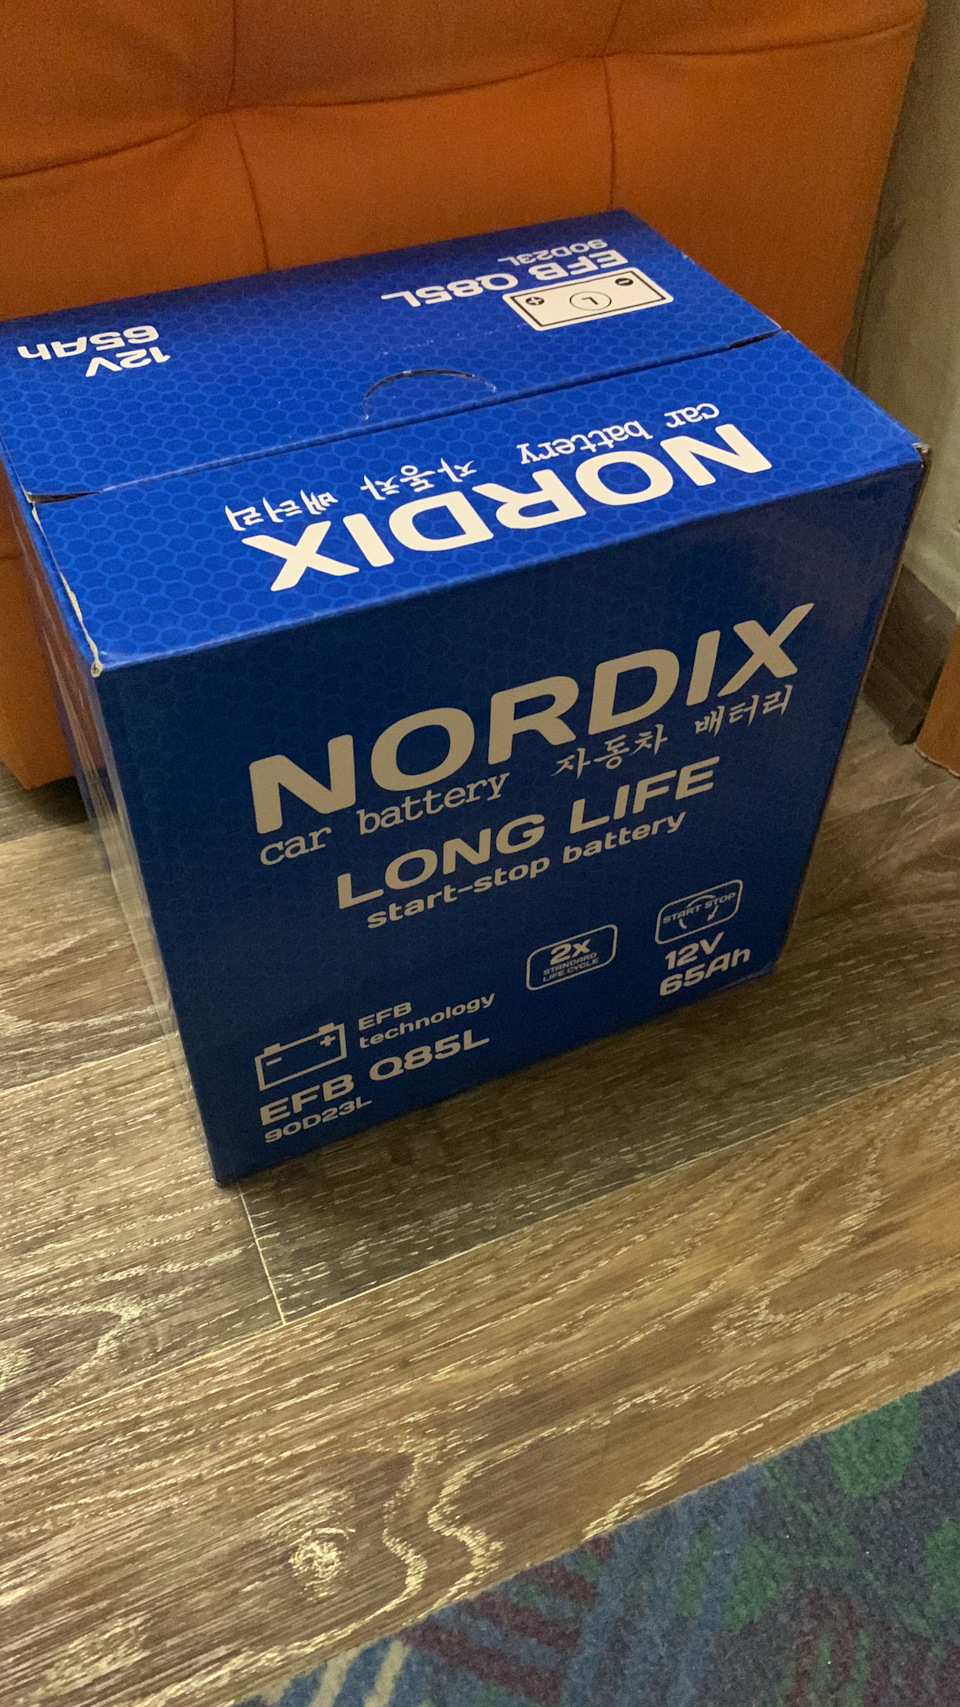 90D23L
EFB Q85L
+ L -
12V
65Ah
car battery 자동차 배터리
NORDIX
NORDIX
car battery 자동차 배터리
LONG LIFE
start-stop battery
START STOP
2x
STANDARD
LIFE CYCLE
12V
65Ah
EFB
technology
- +
EFB Q85L
90D23L